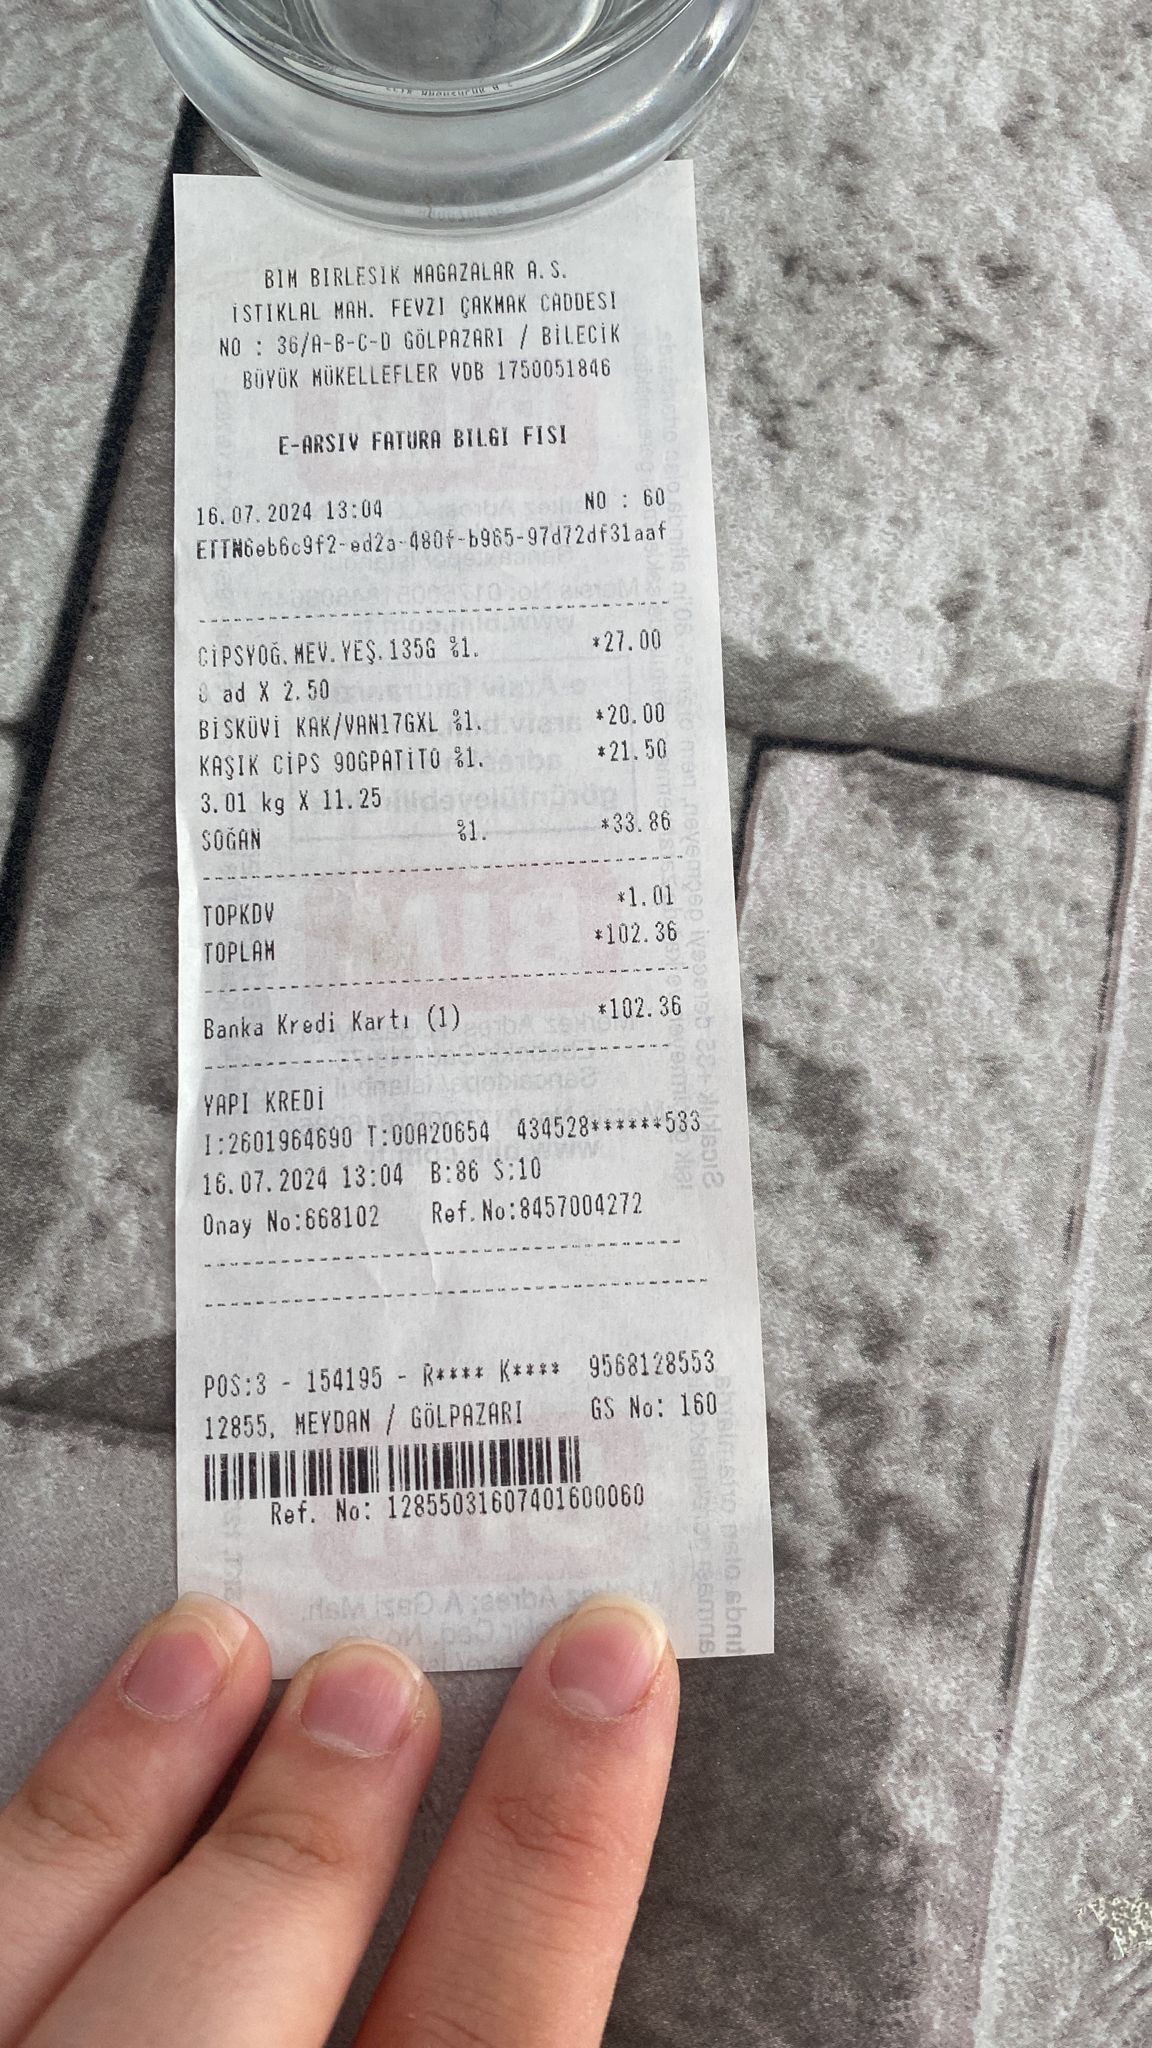 BIM BIRLESIK MAGAZALAR A.S.
İSTIKLAL MAH. FEVZI ÇAKMAK CADDESI
NO : 36/A-B-C-D GÖLPAZARI / BİLECİK
BÜYÜK MÜKELLEFLER VDB 1750051846
E-ARSIV FATURA BILGI FISI
16.07.2024 13:04 NO : 60
ETTN6eb6c9f2-ed2a-480f-b965-97d72df31aaf
CİPSYOĞ.MEV.YEŞ.135G %1. *27.00
8 ad X 2.50
BİSKÜVİ KAK/VAN17GXL %1. *20.00
KAŞIK CİPS 90GPATİTO %1. *21.50
3.01 kg X 11.25
SOĞAN %1. *33.86
TOPKDV *1.01
TOPLAM *102.36
Banka Kredi Kartı (1) *102.36
YAPI KREDİ
I:2601964690 T:00A20654 434528******533
16.07.2024 13:04 B:86 S:10
Onay No:668102 Ref.No:8457004272
POS:3 - 154195 - R**** K**** 9568128553
12855, MEYDAN / GÖLPAZARI GS No: 160
Ref. No: 12855031607401600060